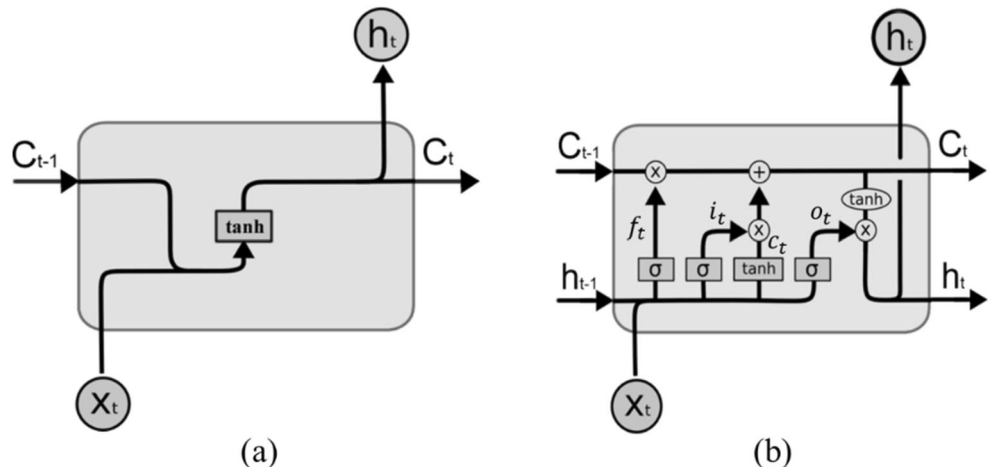 hₜ
Cₜ₋₁
Cₜ
tanh
Xₜ
(a)
hₜ
Cₜ₋₁
x
+
Cₜ
tanh
fₜ
iₜ
x
cₜ
oₜ
x
σ
σ
tanh
σ
hₜ₋₁
hₜ
Xₜ
(b)